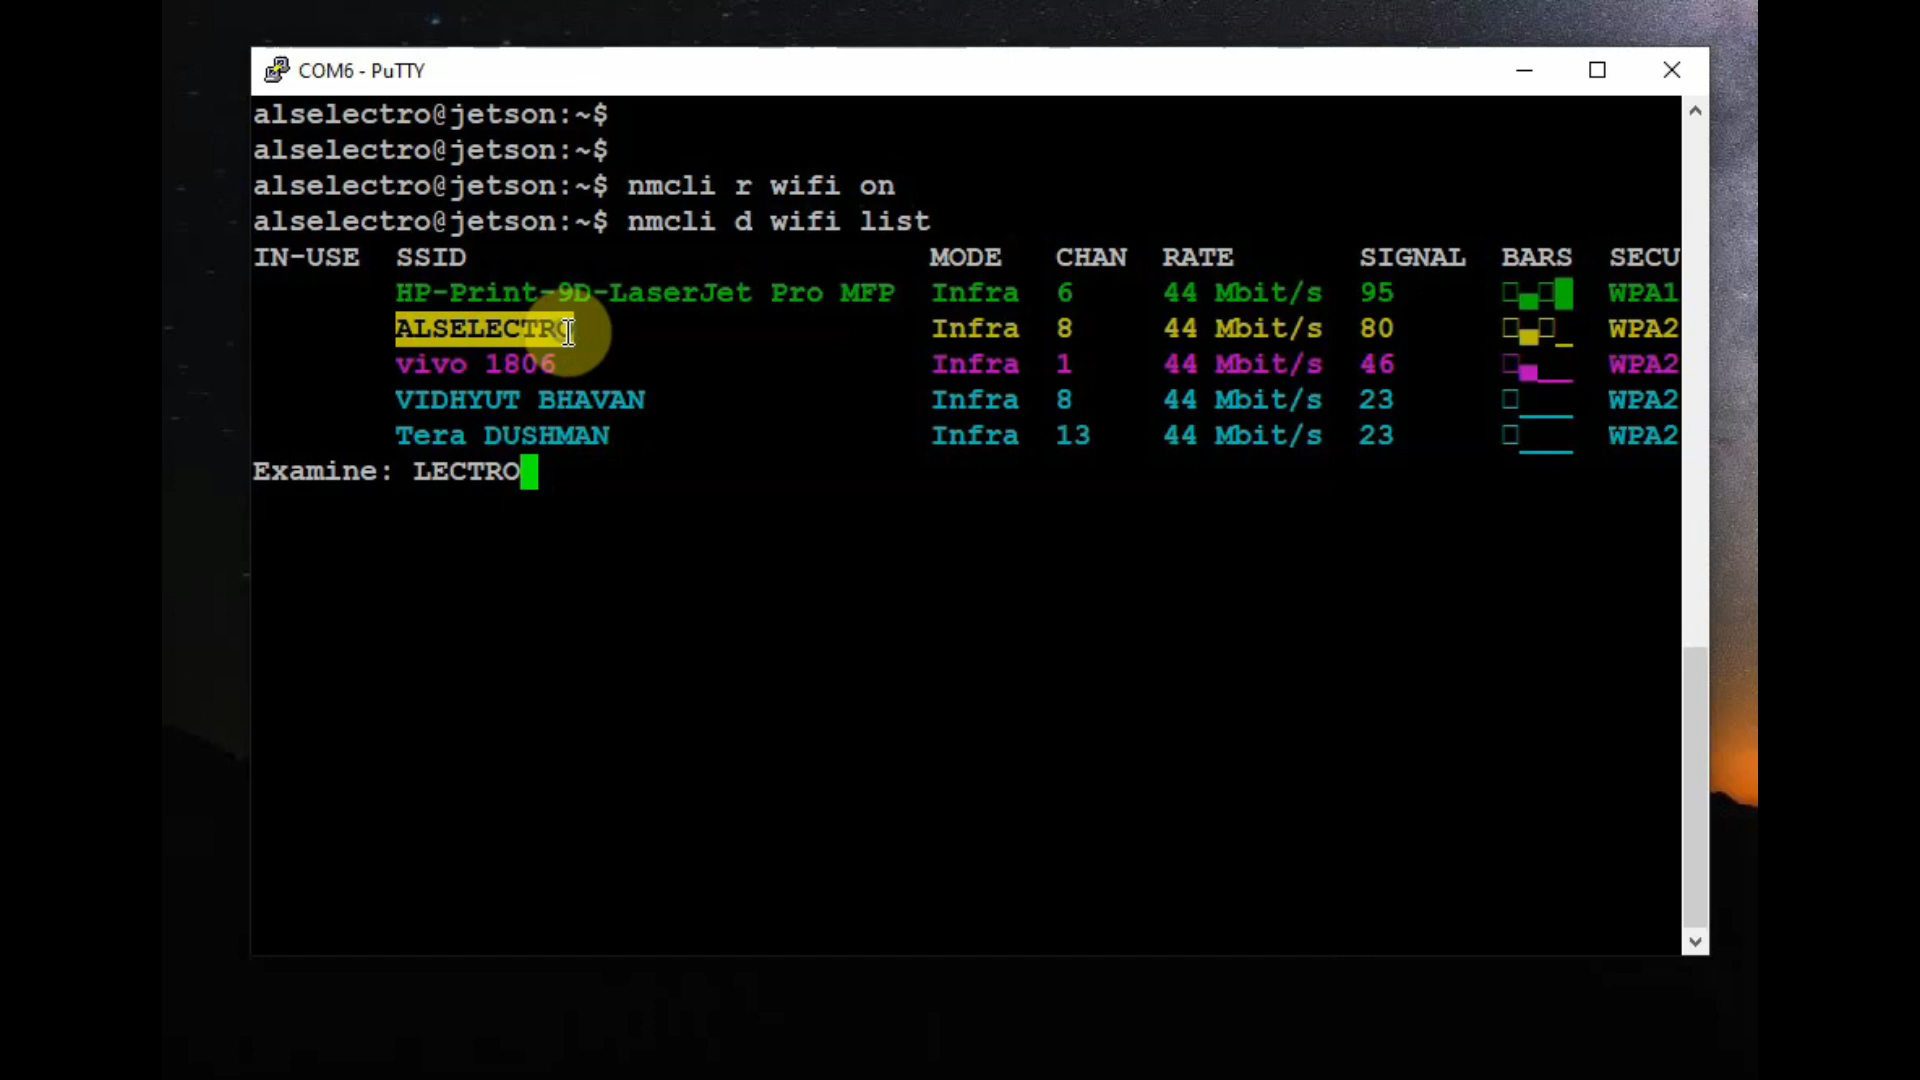 COM6 - PuTTY
alselectro@jetson:~$
alselectro@jetson:~$
alselectro@jetson:~$ nmcli r wifi on
alselectro@jetson:~$ nmcli d wifi list
IN-USE SSID MODE CHAN RATE SIGNAL BARS SECU
HP-Print-9D-LaserJet Pro MFP Infra 6 44 Mbit/s 95 WPA1
ALSELECTRO Infra 8 44 Mbit/s 80 WPA2
vivo 1806 Infra 1 44 Mbit/s 46 WPA2
VIDHYUT BHAVAN Infra 8 44 Mbit/s 23 WPA2
Tera DUSHMAN Infra 13 44 Mbit/s 23 WPA2
Examine: LECTRO